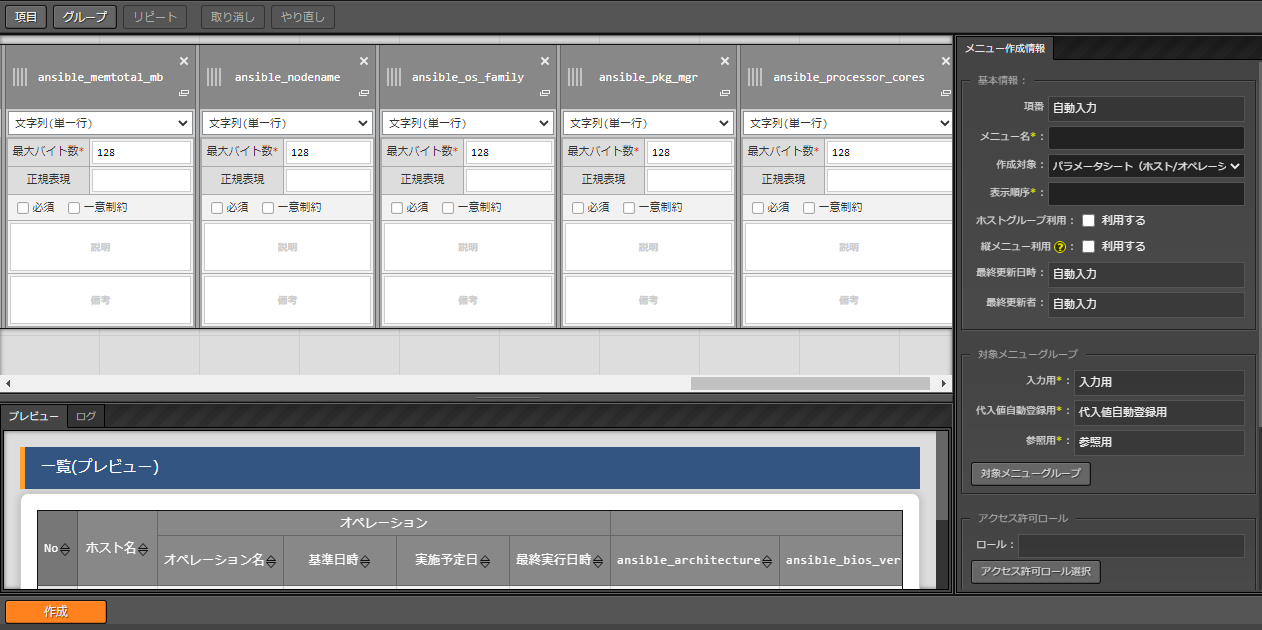 項目 グループ リピート 取り消し やり直し
ansible_memtotal_mb ansible_nodename ansible_os_family ansible_pkg_mgr ansible_processor_cores
文字列(単一行) 文字列(単一行) 文字列(単一行) 文字列(単一行) 文字列(単一行)
最大バイト数* 128 最大バイト数* 128 最大バイト数* 128 最大バイト数* 128 最大バイト数* 128
正規表現 正規表現 正規表現 正規表現 正規表現
必須 一意制約 必須 一意制約 必須 一意制約 必須 一意制約 必須 一意制約
説明 説明 説明 説明 説明
備考 備考 備考 備考 備考
プレビュー ログ
一覧(プレビュー)
オペレーション
No ホスト名 オペレーション名 基準日時 実施予定日 最終実行日時 ansible_architecture ansible_bios_ver
作成
メニュー作成情報
基本情報：
項番 自動入力
メニュー名*：
作成対象： パラメータシート（ホスト/オペレーシ
表示順序*：
ホストグループ利用： 利用する
縦メニュー利用?： 利用する
最終更新日時： 自動入力
最終更新者： 自動入力
対象メニューグループ
入力用*： 入力用
代入値自動登録用*： 代入値自動登録用
参照用*： 参照用
対象メニューグループ
アクセス許可ロール
ロール：
アクセス許可ロール選択